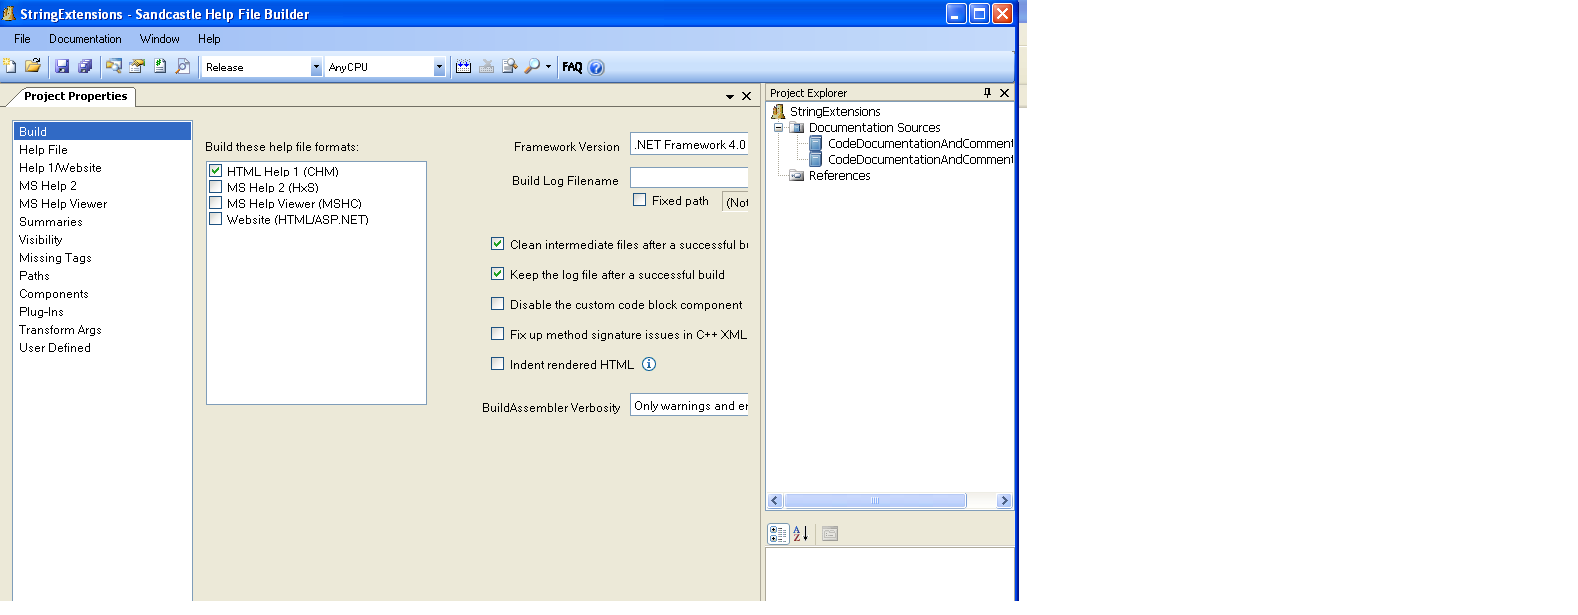 StringExtensions - Sandcastle Help File Builder
File Documentation Window Help
Release AnyCPU FAQ
Project Properties
Build
Help File
Help 1/Website
MS Help 2
MS Help Viewer
Summaries
Visibility
Missing Tags
Paths
Components
Plug-Ins
Transform Args
User Defined
Build these help file formats:
HTML Help 1 (CHM)
MS Help 2 (HxS)
MS Help Viewer (MSHC)
Website (HTML/ASP.NET)
Framework Version .NET Framework 4.0
Build Log Filename
Fixed path (Not
Clean intermediate files after a successful bu
Keep the log file after a successful build
Disable the custom code block component
Fix up method signature issues in C++ XML
Indent rendered HTML
BuildAssembler Verbosity Only warnings and er
Project Explorer
StringExtensions
Documentation Sources
CodeDocumentationAndComment
CodeDocumentationAndComment
References